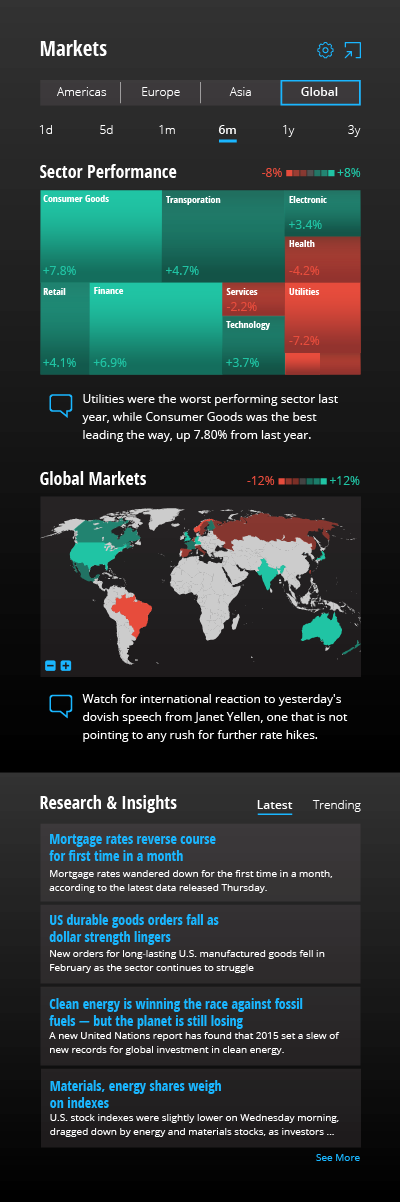 Markets
Americas Europe Asia Global
1d 5d 1m 6m 1y 3y
Sector Performance -8% +8%
Consumer Goods
+7.8%
Transporation
+4.7%
Electronic
+3.4%
Health
-4.2%
Retail
+4.1%
Finance
+6.9%
Services
-2.2%
Technology
+3.7%
Utilities
-7.2%
Utilities were the worst performing sector last
year, while Consumer Goods was the best
leading the way, up 7.80% from last year.
Global Markets -12% +12%
Watch for international reaction to yesterday's
dovish speech from Janet Yellen, one that is not
pointing to any rush for further rate hikes.
Research & Insights Latest Trending
Mortgage rates reverse course
for first time in a month
Mortgage rates wandered down for the first time in a month,
according to the latest data released Thursday.
US durable goods orders fall as
dollar strength lingers
New orders for long-lasting U.S. manufactured goods fell in
February as the sector continues to struggle
Clean energy is winning the race against fossil
fuels — but the planet is still losing
A new United Nations report has found that 2015 set a slew of
new records for global investment in clean energy.
Materials, energy shares weigh
on indexes
U.S. stock indexes were slightly lower on Wednesday morning,
dragged down by energy and materials stocks, as investors ...
See More